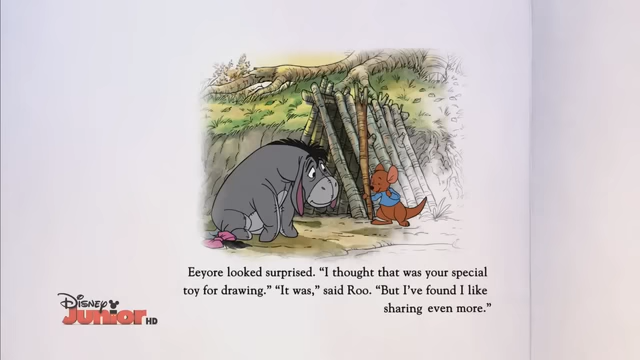 Eeyore looked surprised. “I thought that was your special
toy for drawing.” “It was,” said Roo. “But I’ve found I like
sharing even more.”
Disney
Junior HD